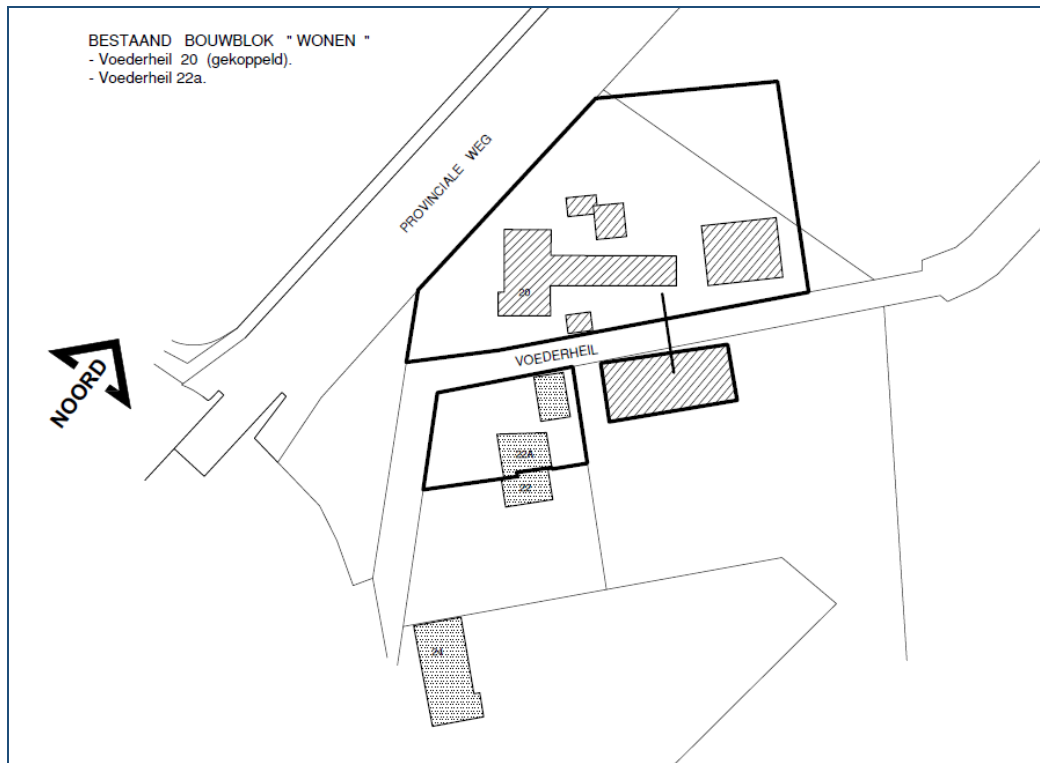 BESTAAND BOUWBLOK " WONEN "
- Voederheil 20 (gekoppeld).
- Voederheil 22a.
PROVINCIALE WEG
20
VOEDERHEIL
NOORD
22A
22
24